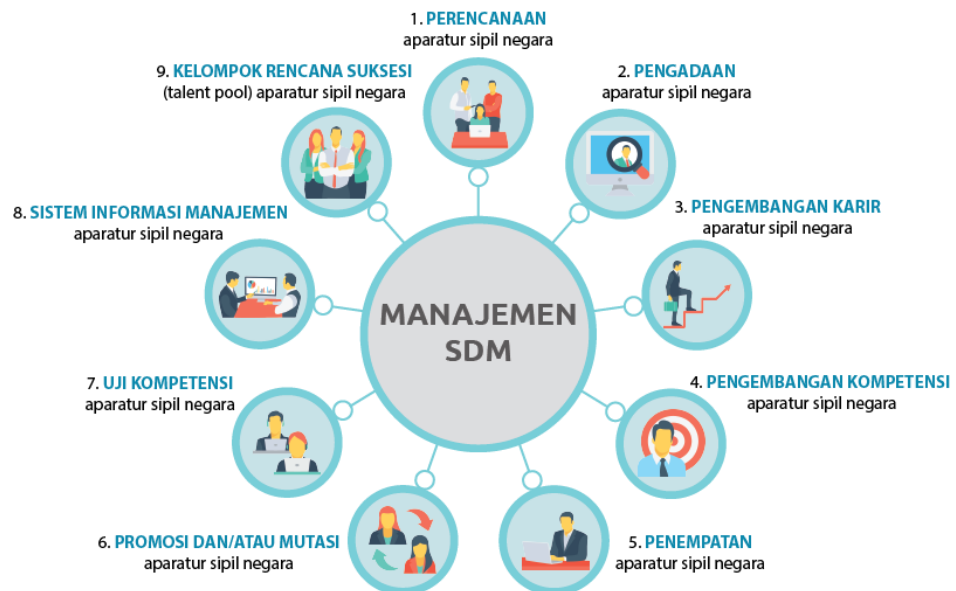 1. PERENCANAAN
aparatur sipil negara
2. PENGADAAN
aparatur sipil negara
3. PENGEMBANGAN KARIR
aparatur sipil negara
4. PENGEMBANGAN KOMPETENSI
aparatur sipil negara
5. PENEMPATAN
aparatur sipil negara
6. PROMOSI DAN/ATAU MUTASI
aparatur sipil negara
7. UJI KOMPETENSI
aparatur sipil negara
8. SISTEM INFORMASI MANAJEMEN
aparatur sipil negara
9. KELOMPOK RENCANA SUKSESI
(talent pool) aparatur sipil negara
MANAJEMEN
SDM